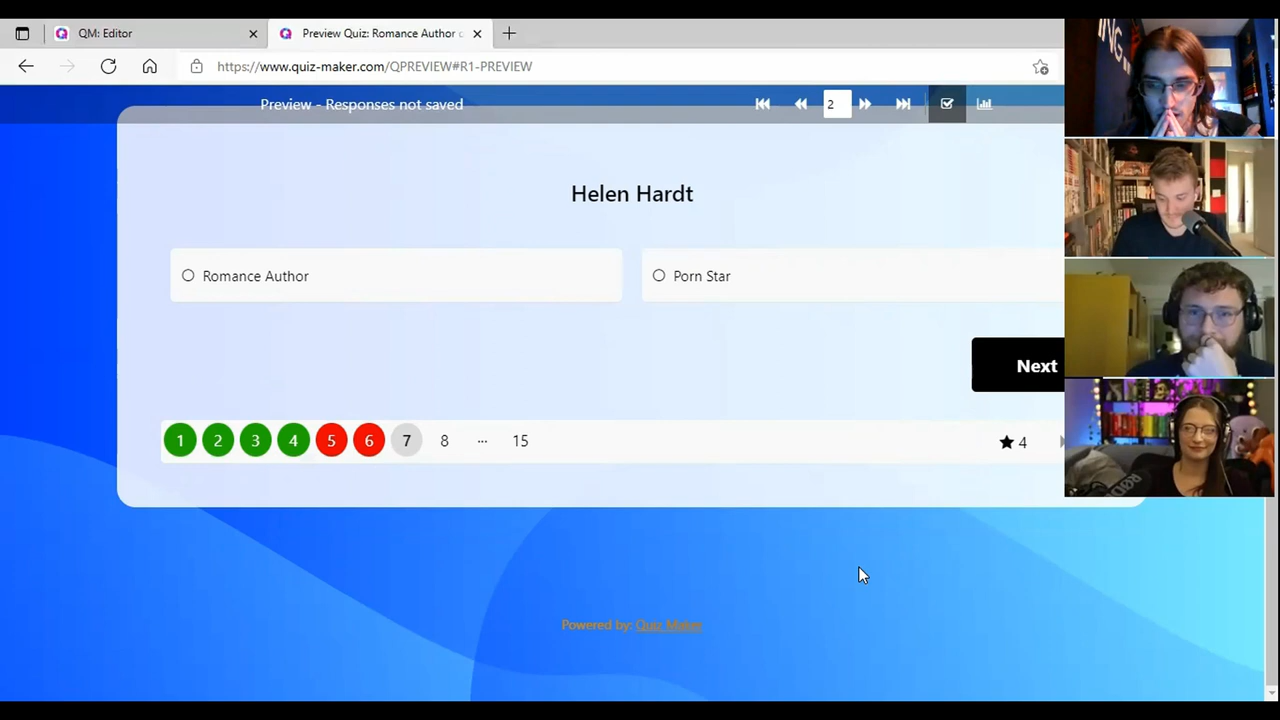 QM: Editor
Preview Quiz: Romance Author
https://www.quiz-maker.com/QPREVIEW#R1-PREVIEW
Preview - Responses not saved
2
Helen Hardt
Romance Author
Porn Star
Next
1 2 3 4 5 6 7 8 ... 15
4
Powered by: Quiz Maker